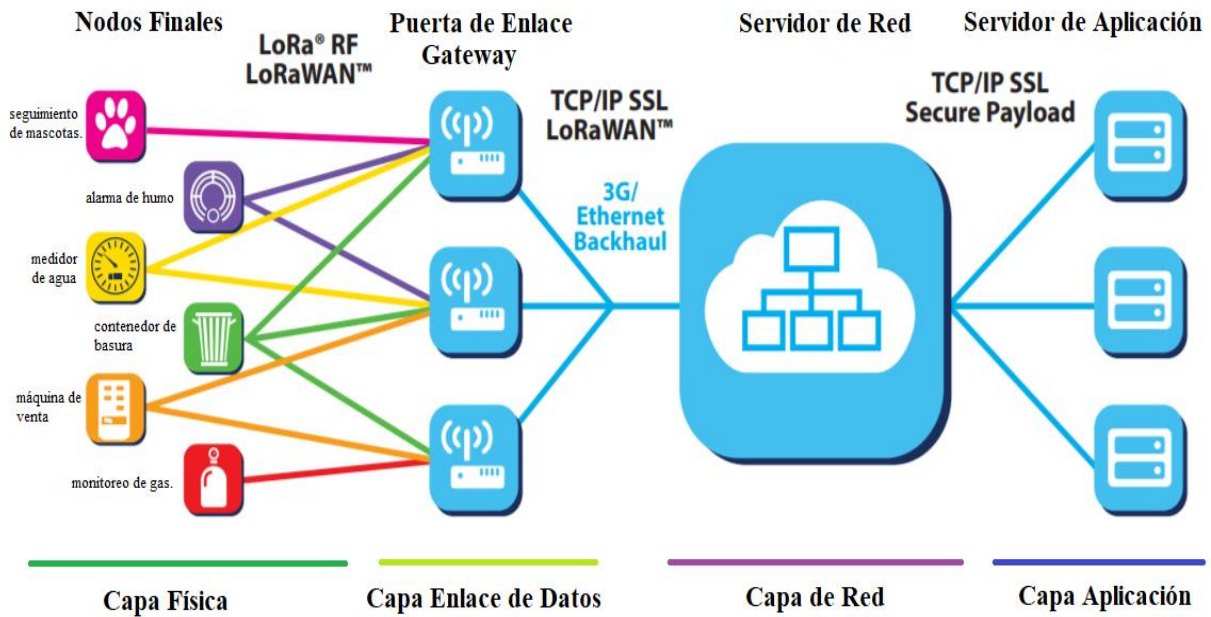 Nodos Finales
LoRa® RF
LoRaWAN™
Puerta de Enlace
Gateway
Servidor de Red
Servidor de Aplicación
TCP/IP SSL
LoRaWAN™
TCP/IP SSL
Secure Payload
3G/
Ethernet
Backhaul
seguimiento
de mascotas.
alarma de humo
medidor
de agua
contenedor de
basura
máquina de
venta
monitoreo de gas.
Capa Física
Capa Enlace de Datos
Capa de Red
Capa Aplicación